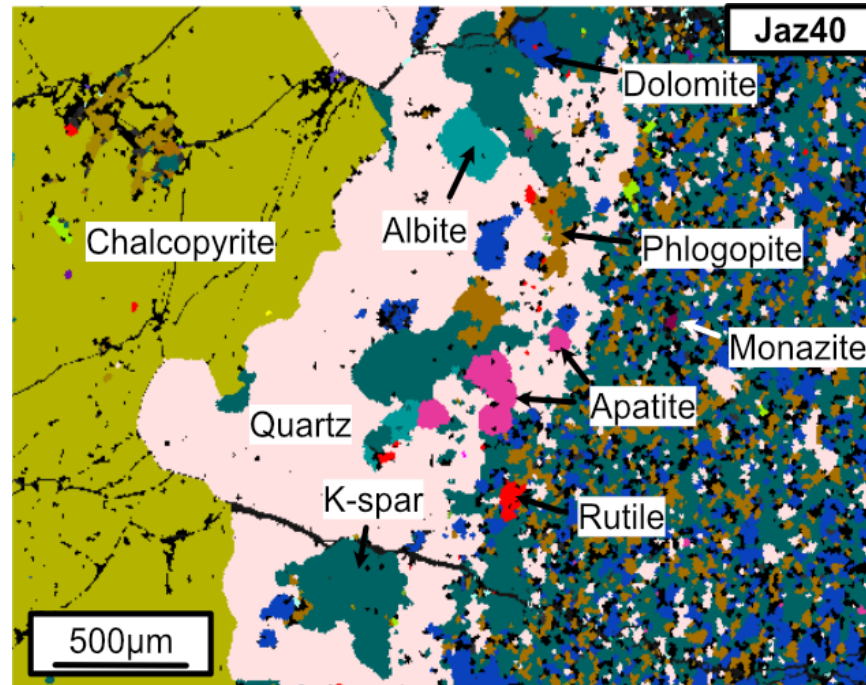 Jaz40
Dolomite
Chalcopyrite
Albite
Phlogopite
Monazite
Quartz
Apatite
K-spar
Rutile
500µm